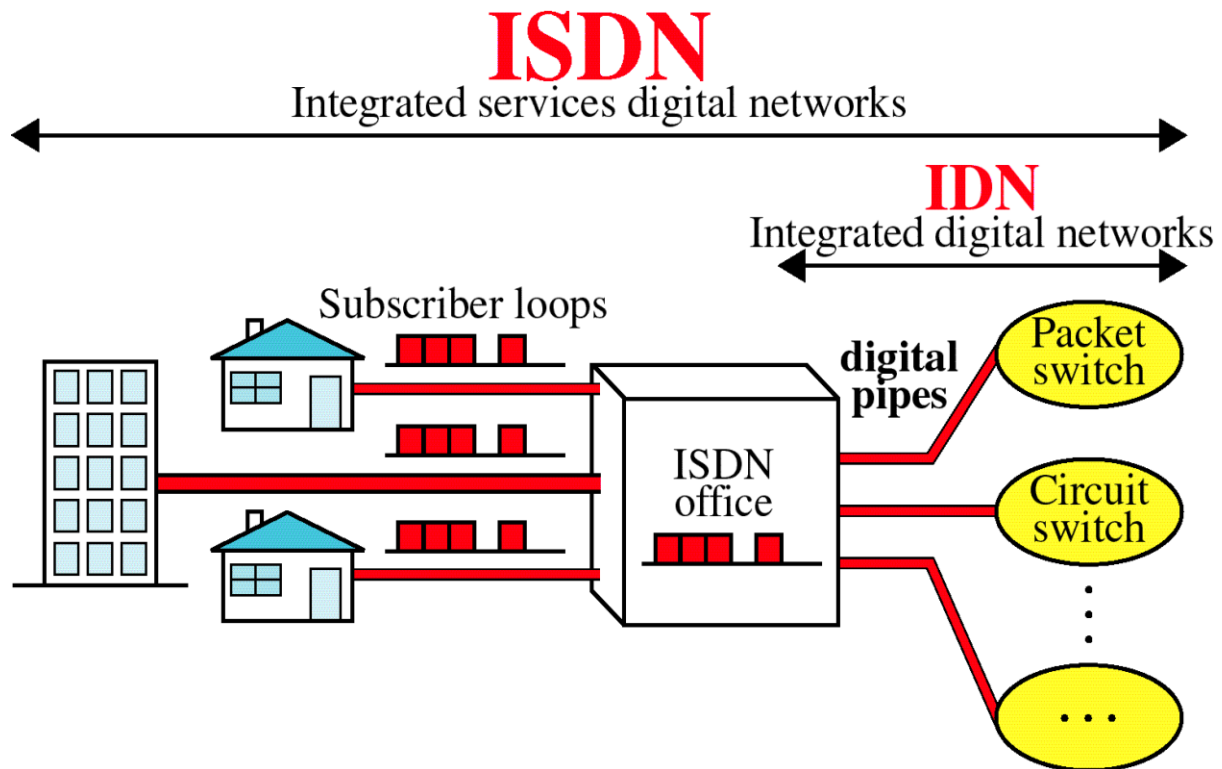 ISDN
Integrated services digital networks
IDN
Integrated digital networks
Subscriber loops
digital
pipes
Packet
switch
ISDN
office
Circuit
switch
. . .